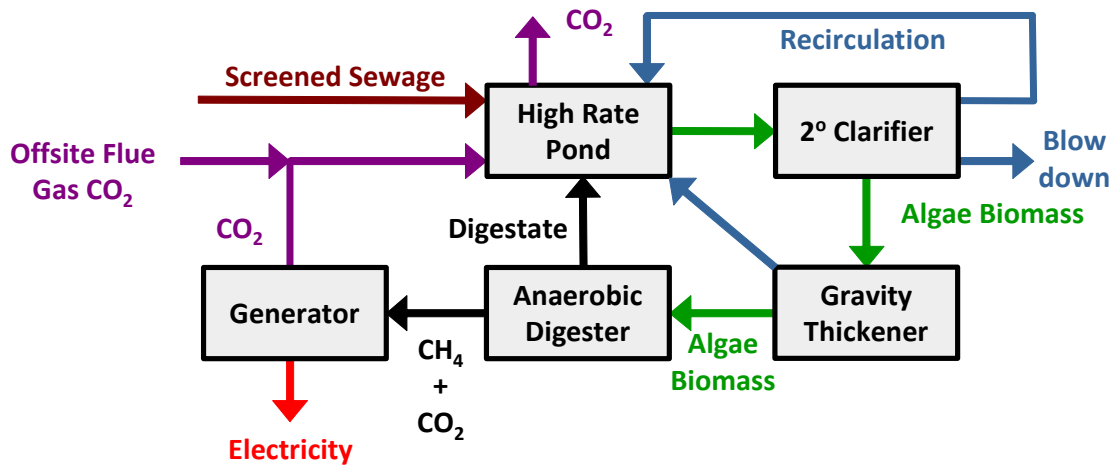 CO₂
Recirculation
Screened Sewage
High Rate
Pond
2º Clarifier
Offsite Flue
Gas CO₂
Blow
down
CO₂
Digestate
Algae Biomass
Generator
Anaerobic
Digester
Gravity
Thickener
CH₄
+
CO₂
Algae
Biomass
Electricity